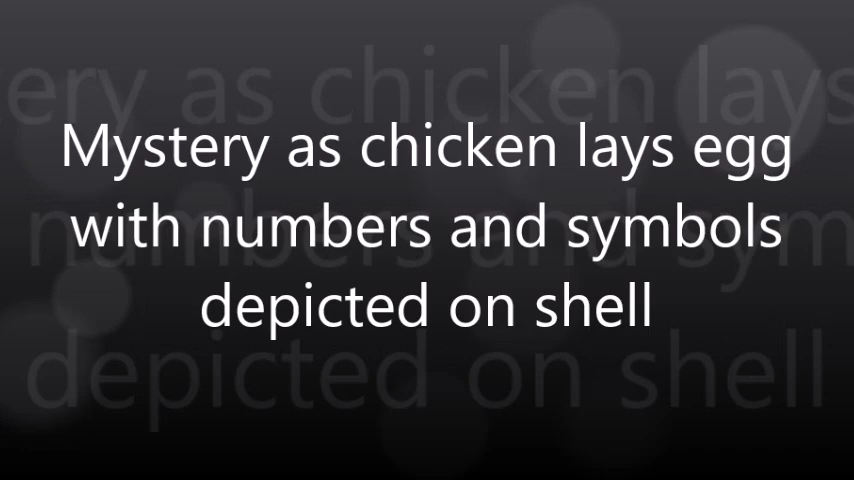 Mystery as chicken lays egg
with numbers and symbols
depicted on shell